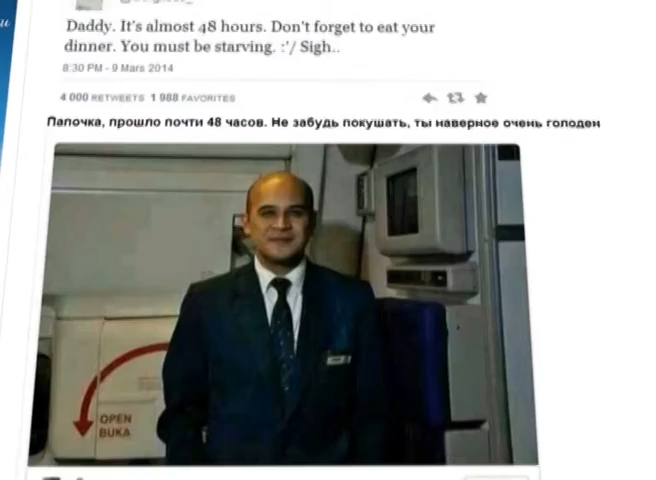 Daddy. It's almost 48 hours. Don't forget to eat your
dinner. You must be starving. :'/ Sigh..
8:30 PM - 9 Mars 2014
4 000 RETWEETS 1 988 FAVORITES
Папочка, прошло почти 48 часов. Не забудь покушать, ты наверное очень голоден
OPEN
BUKA